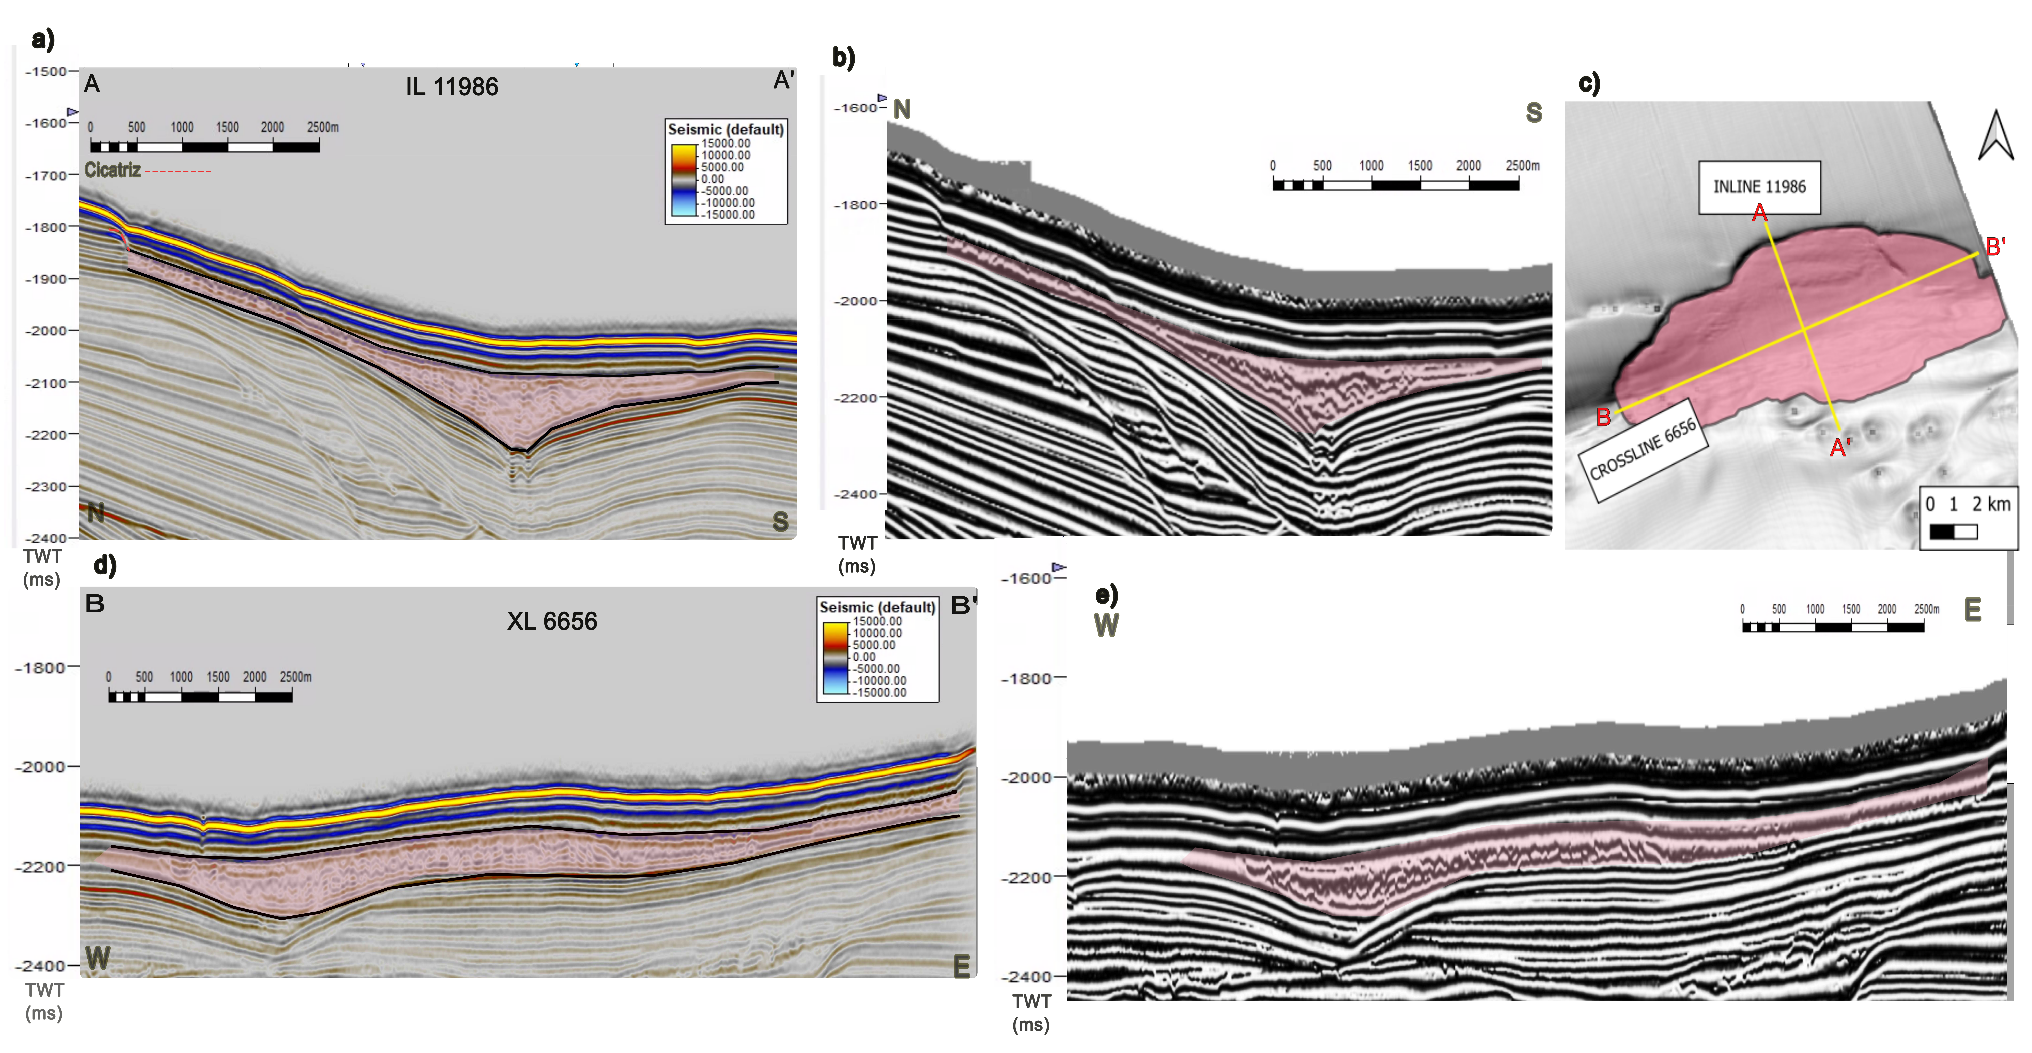 a)
A
IL 11986
A'
-1500
-1600
-1700
-1800
-1900
-2000
-2100
-2200
-2300
-2400
TWT
(ms)
0 500 1000 1500 2000 2500m
Cicatriz
Seismic (default)
15000.00
10000.00
5000.00
0.00
-5000.00
-10000.00
-15000.00
N
S
b)
N
S
-1600
-1800
-2000
-2200
-2400
TWT
(ms)
0 500 1000 1500 2000 2500m
c)
INLINE 11986
A
B'
B
A'
CROSSLINE 6656
0 1 2 km
d)
B
XL 6656
B'
-1800
-2000
-2200
-2400
TWT
(ms)
0 500 1000 1500 2000 2500m
Seismic (default)
15000.00
10000.00
5000.00
0.00
-5000.00
-10000.00
-15000.00
W
E
e)
W
E
-1600
-1800
-2000
-2200
-2400
TWT
(ms)
0 500 1000 1500 2000 2500m